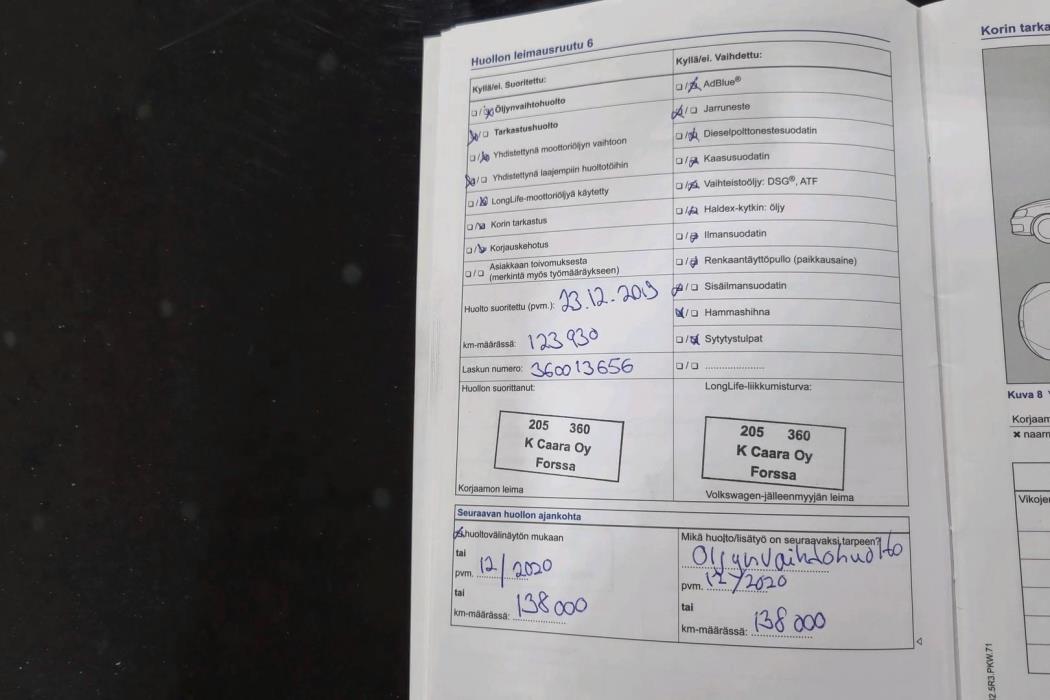 Huollon leimausruutu 6
Kyllä/ei. Suoritettu:
Öljynvaihtohuolto
Tarkastushuolto
Yhdistettynä moottoriöljyn vaihtoon
Yhdistettynä laajempiin huoltotöihin
LongLife-moottoriöljyä käytetty
Korin tarkastus
Korjauskehotus
Asiakkaan toivomuksesta
(merkintä myös työmääräykseen)
Huolto suoritettu (pvm.): 23.12.2019
km-määrässä: 123 930
Laskun numero: 360013656
Huollon suorittanut:
205 360
K Caara Oy
Forssa
Korjaamon leima
Kyllä/ei. Vaihdettu:
AdBlue®
Jarruneste
Dieselpolttonestesuodatin
Kaasusuodatin
Vaihteistoöljy: DSG®, ATF
Haldex-kytkin: öljy
Ilmansuodatin
Renkaantäyttöpullo (paikkausaine)
Sisäilmansuodatin
Hammashihna
Sytytystulpat
LongLife-liikkumisturva:
205 360
K Caara Oy
Forssa
Volkswagen-jälleenmyyjän leima
Seuraavan huollon ajankohta
huoltovälinäytön mukaan
tai
pvm. 12/2020
tai
km-määrässä: 138 000
Mikä huolto/lisätyö on seuraavaksi tarpeen?
Öljynvaihtohuolto
pvm. 12/2020
tai
km-määrässä: 138 000
Korin tarka
Kuva 8
Korjaam
✖ naarm
Vikojen
2.5R3.PKW.71